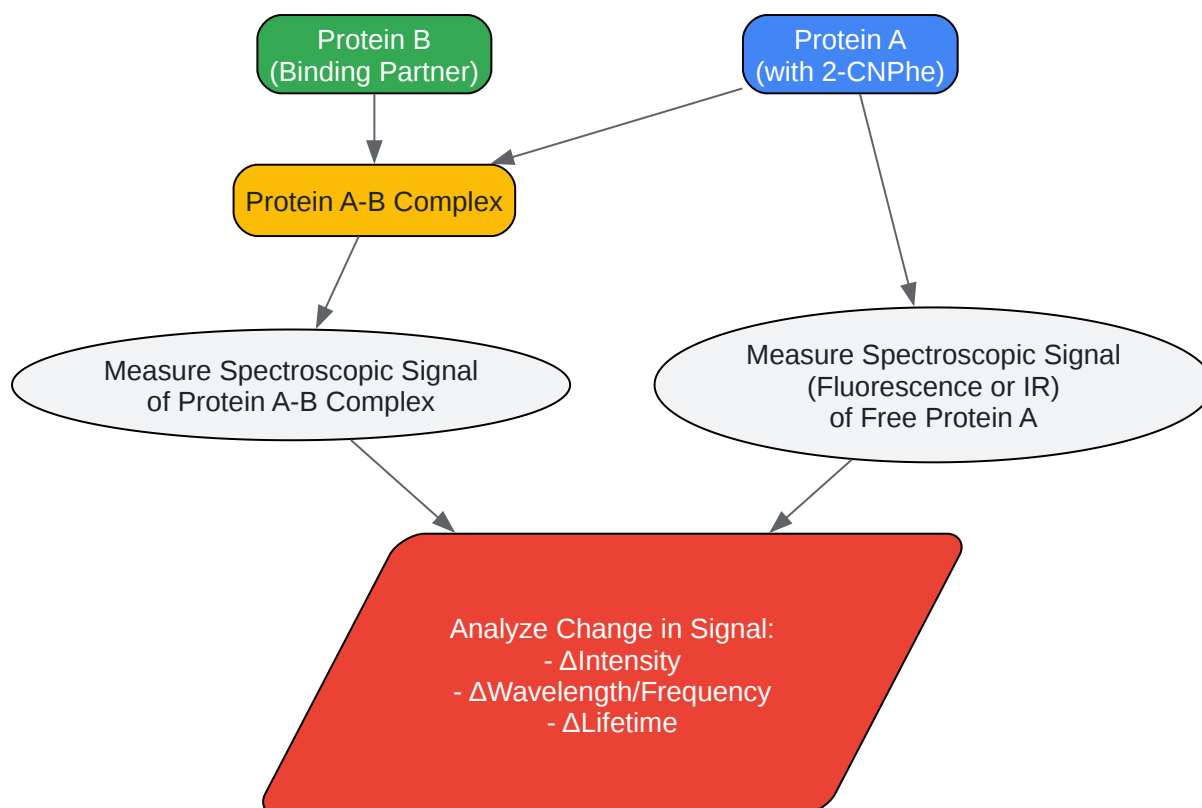 Protein B
(Binding Partner)
Protein A
(with 2-CNPhe)
Protein A-B Complex
Measure Spectroscopic Signal
of Protein A-B Complex
Measure Spectroscopic Signal
(Fluorescence or IR)
of Free Protein A
Analyze Change in Signal:
- ΔIntensity
- ΔWavelength/Frequency
- ΔLifetime